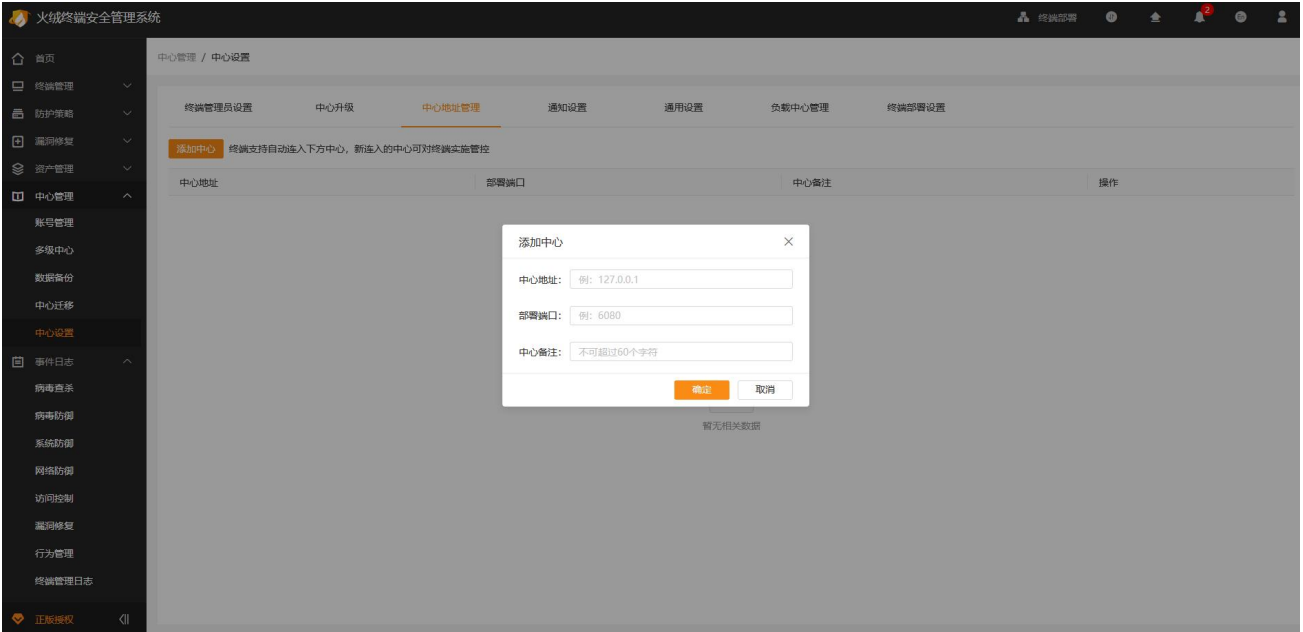 火绒终端安全管理系统
终端部署
2
首页
终端管理
防护策略
漏洞修复
资产管理
中心管理
账号管理
多级中心
数据备份
中心迁移
中心设置
事件日志
病毒查杀
病毒防御
系统防御
网络防御
访问控制
漏洞修复
行为管理
终端管理日志
正版授权
中心管理 / 中心设置
终端管理员设置 中心升级 中心地址管理 通知设置 通用设置 负载中心管理 终端部署设置
添加中心 终端支持自动连入下方中心，新连入的中心可对终端实施管控
中心地址 部署端口 中心备注 操作
添加中心
中心地址： 例：127.0.0.1
部署端口： 例：6080
中心备注： 不可超过60个字符
确定 取消
暂无相关数据